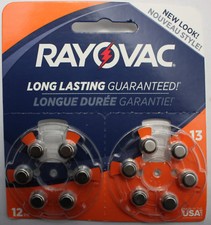 NEW LOOK!
NOUVEAU STYLE!
RAYOVAC
LONG LASTING GUARANTEED!
LONGUE DURÉE GARANTIE!
13
12
USA!